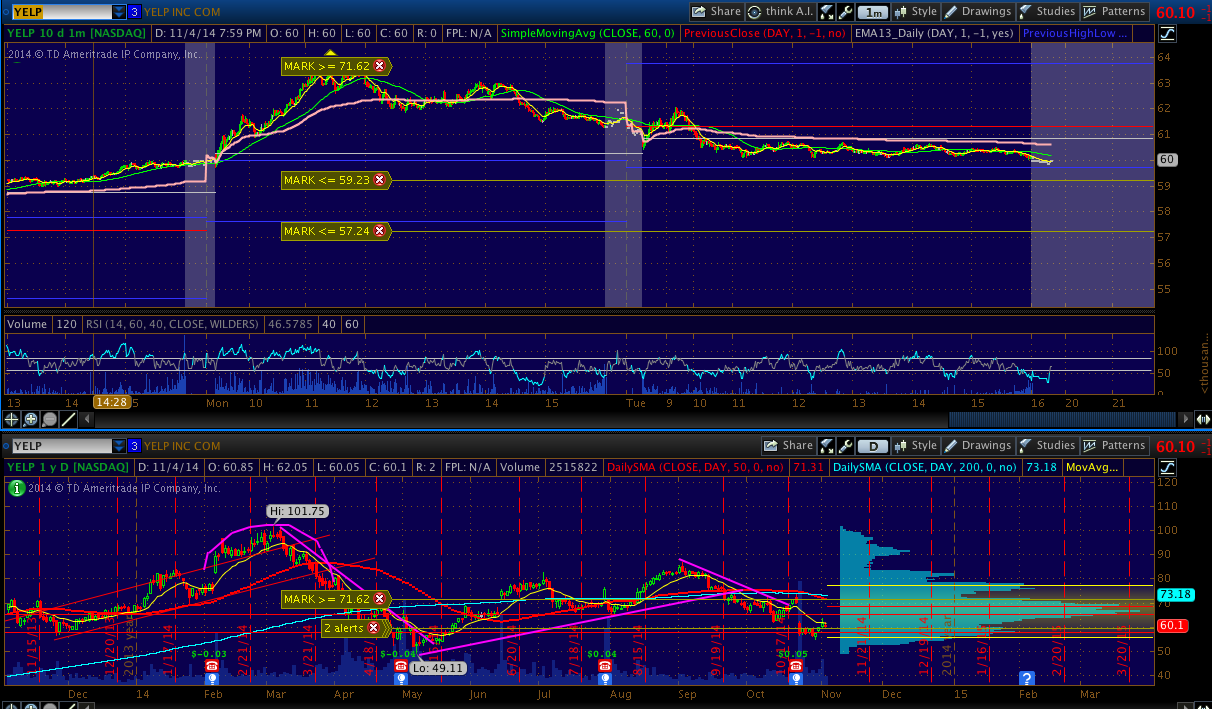 YELP 3 YELP INC COM Share think A.I. 1m Style Drawings Studies Patterns 60.10
YELP 10 d 1m [NASDAQ] D: 11/4/14 7:59 PM O: 60 H: 60 L: 60 C: 60 R: 0 FPL: N/A SimpleMovingAvg (CLOSE, 60, 0) PreviousClose (DAY, 1, -1, no) EMA13_Daily (DAY, 1, -1, yes) PreviousHighLow ...
2014 © TD Ameritrade IP Company, Inc.
64
MARK >= 71.62
63
62
61
60
MARK <= 59.23
59
58
MARK <= 57.24
57
56
55
Volume 120 RSI (14, 60, 40, CLOSE, WILDERS) 46.5785 40 60
100
50
0
<thousan...
13 14 14:28 5 Mon 10 11 12 13 14 15 Tue 9 10 11 12 13 14 15 16 20 21
YELP 3 YELP INC COM Share D Style Drawings Studies Patterns 60.10
YELP 1 y D [NASDAQ] D: 11/4/14 O: 60.85 H: 62.05 L: 60.05 C: 60.1 R: 2 FPL: N/A Volume 2515822 DailySMA (CLOSE, DAY, 50, 0, no) 71.31 DailySMA (CLOSE, DAY, 200, 0, no) 73.18 MovAvg...
2014 © TD Ameritrade IP Company, Inc.
120
110
Hi: 101.75
100
90
80
MARK >= 71.62
73.18
70
2 alerts
60.1
50
Lo: 49.11
40
$-0.03 $-0.04 $0.04 $0.05
12/20/13 2013 year 1/17/14 2/21/14 3/21/14 4/18/14 6/20/14 7/18/14 8/15/14 9/19/14 10/17/14 11/21/14 12/19/14 2014 year 1/16/15
Dec 14 Feb Mar Apr May Jun Jul Aug Sep Oct Nov Dec 15 Feb Mar